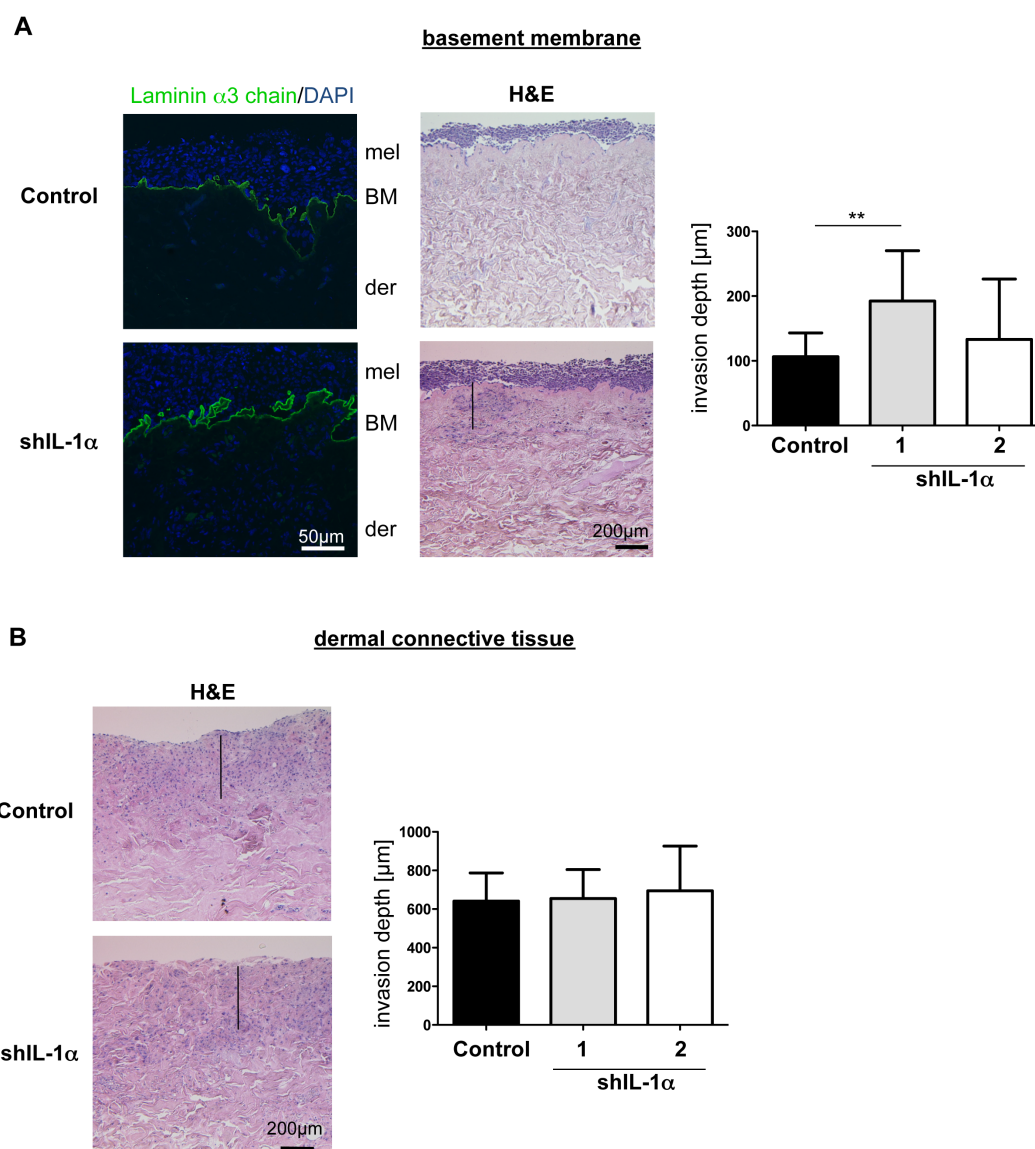 A
basement membrane
Laminin α3 chain/DAPI
H&E
Control
mel
BM
der
shIL-1α
mel
BM
der
50µm
200µm
invasion depth [µm]
300
200
100
0
**
Control
1
2
shIL-1α
B
dermal connective tissue
H&E
Control
shIL-1α
200µm
invasion depth [µm]
1000
800
600
400
200
0
Control
1
2
shIL-1α